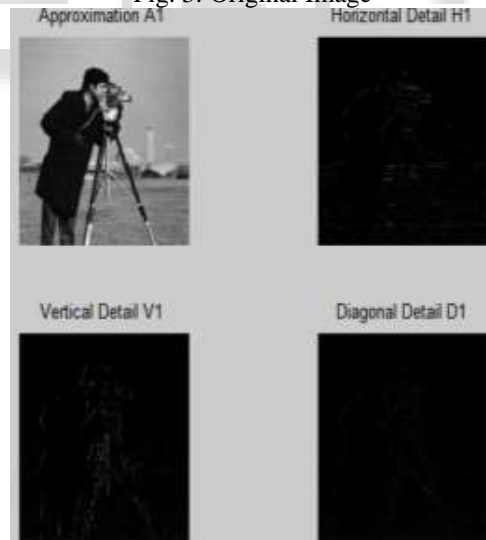 Fig. 3. Original Image
Approximation A1 Horizontal Detail H1
Vertical Detail V1 Diagonal Detail D1